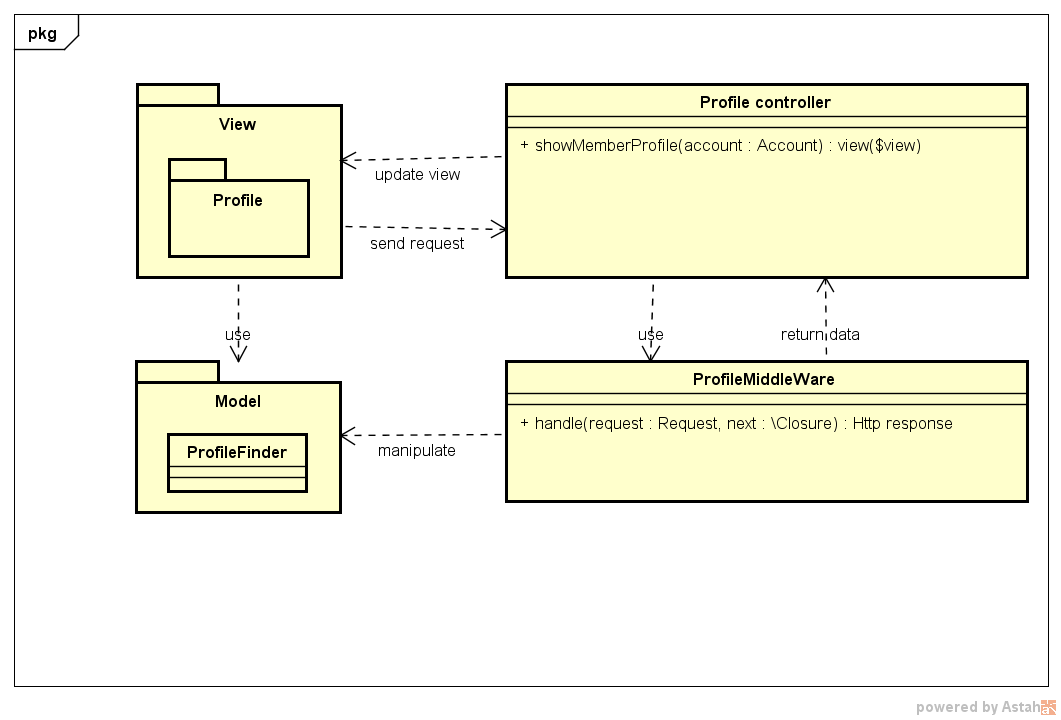 pkg
View
Profile
Profile controller
+ showMemberProfile(account : Account) : view($view)
update view
send request
use
use
return data
Model
ProfileFinder
ProfileMiddleWare
+ handle(request : Request, next : \Closure) : Http response
manipulate
powered by Astah